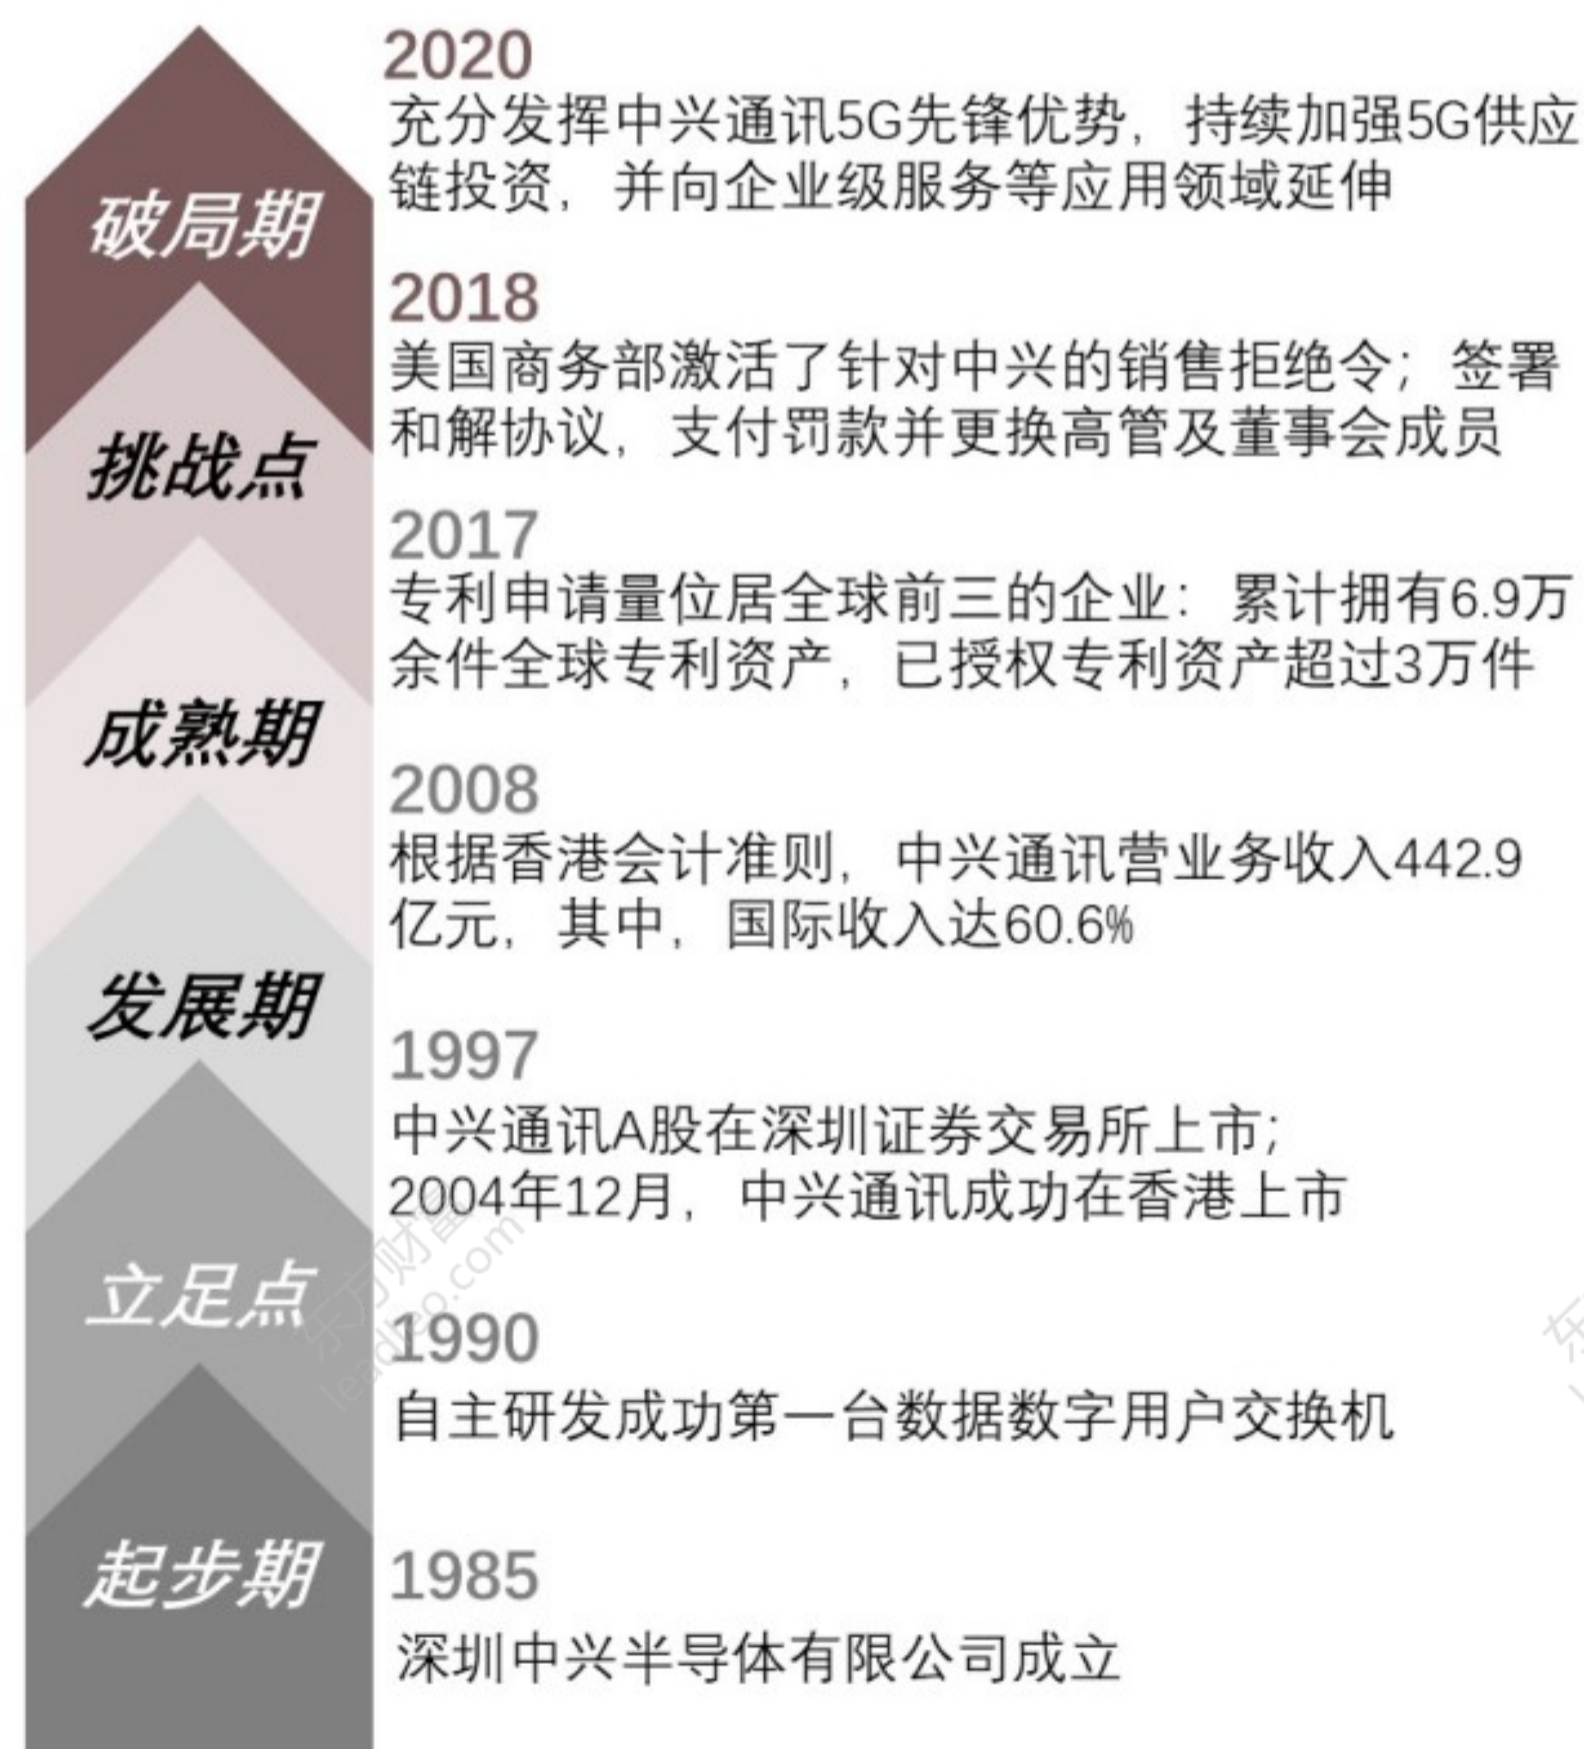 2020
充分发挥中兴通讯5G先锋优势，持续加强5G供应
链投资，并向企业级服务等应用领域延伸
破局期
2018
美国商务部激活了针对中兴的销售拒绝令；签署
和解协议，支付罚款并更换高管及董事会成员
挑战点
2017
专利申请量位居全球前三的企业：累计拥有6.9万
余件全球专利资产，已授权专利资产超过3万件
成熟期
2008
根据香港会计准则，中兴通讯营业务收入442.9
亿元，其中，国际收入达60.6%
发展期
1997
中兴通讯A股在深圳证券交易所上市；
2004年12月，中兴通讯成功在香港上市
立足点
东方财富
leadleo.com
1990
自主研发成功第一台数据数字用户交换机
起步期
1985
深圳中兴半导体有限公司成立
东